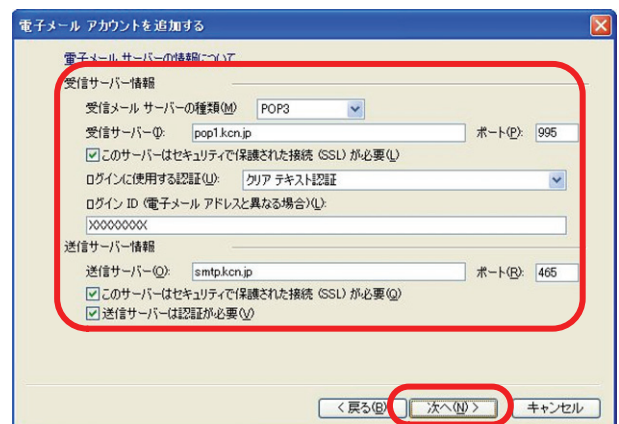 電子メール アカウントを追加する
電子メール サーバーの情報について
受信サーバー情報
受信メール サーバーの種類(M) POP3
受信サーバー(I): pop1.kcn.jp ポート(P): 995
このサーバーはセキュリティで保護された接続 (SSL) が必要(L)
ログインに使用する認証(U): クリア テキスト認証
ログイン ID (電子メール アドレスと異なる場合)(L):
XXXXXXXX
送信サーバー情報
送信サーバー(O): smtp.kcn.jp ポート(R): 465
このサーバーはセキュリティで保護された接続 (SSL) が必要(Q)
送信サーバーは認証が必要(V)
< 戻る(B) 次へ(N) > キャンセル